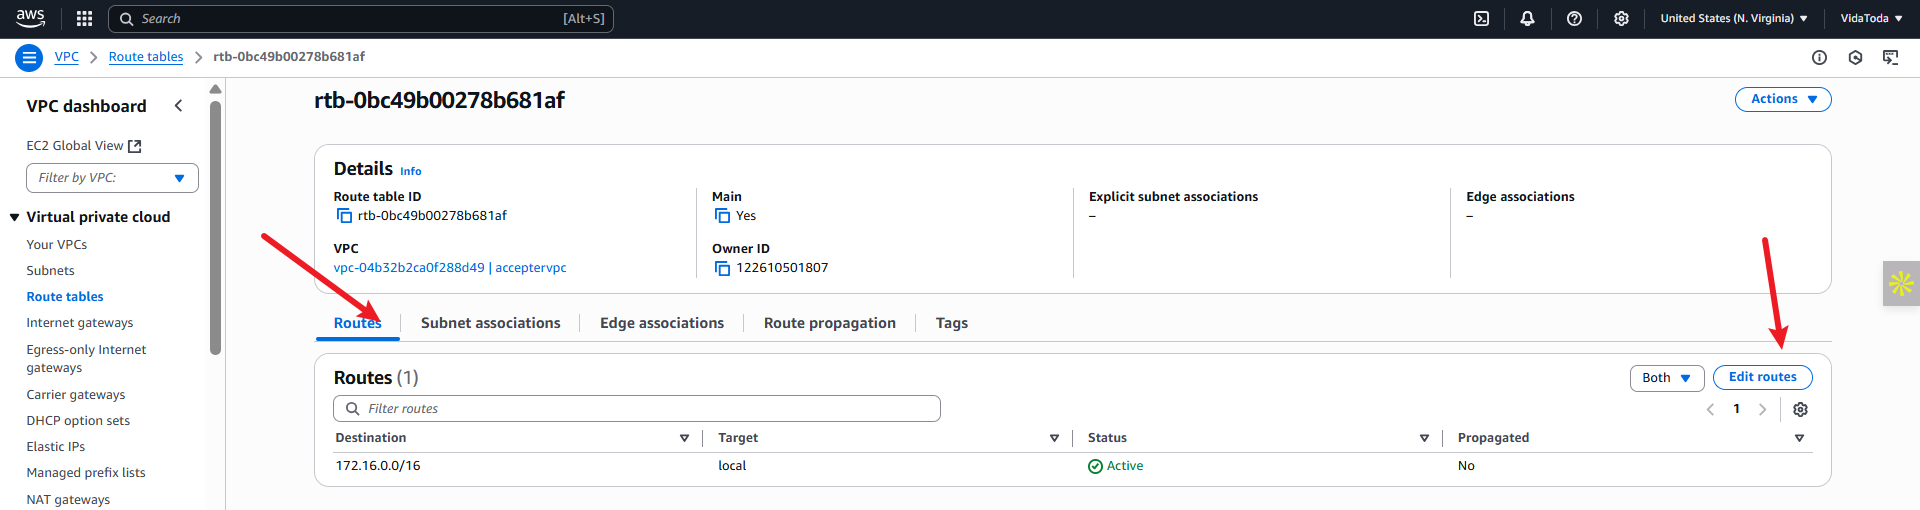 aws
Search [Alt+S]
United States (N. Virginia) VidaToda
VPC Route tables rtb-0bc49b00278b681af
VPC dashboard
EC2 Global View
Filter by VPC:
Virtual private cloud
Your VPCs
Subnets
Route tables
Internet gateways
Egress-only Internet
gateways
Carrier gateways
DHCP option sets
Elastic IPs
Managed prefix lists
NAT gateways
rtb-0bc49b00278b681af
Actions
Details Info
Route table ID
rtb-0bc49b00278b681af
Main
Yes
Explicit subnet associations
–
Edge associations
–
VPC
vpc-04b32b2ca0f288d49 | acceptervpc
Owner ID
122610501807
Routes Subnet associations Edge associations Route propagation Tags
Routes (1)
Both Edit routes
Filter routes
1
Destination Target Status Propagated
172.16.0.0/16 local Active No